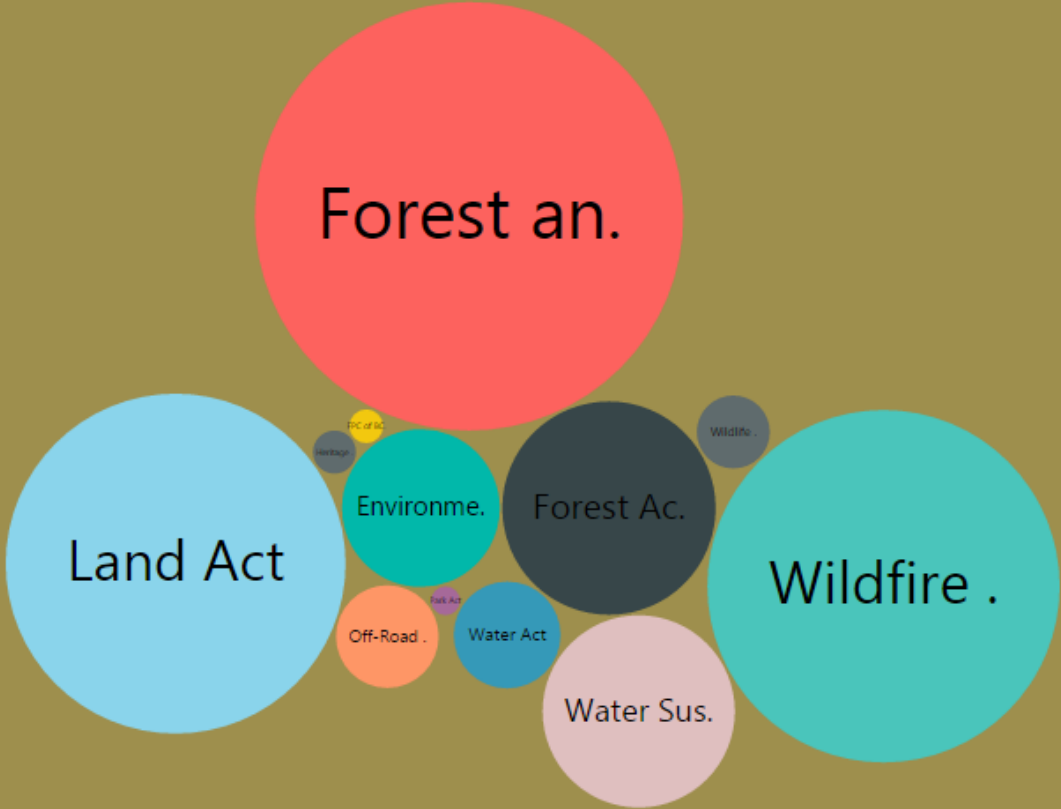 Forest an.
FPC of BC
Wildlife .
Heritage .
Environme.
Forest Ac.
Land Act
Wildfire .
Park Act
Off-Road .
Water Act
Water Sus.